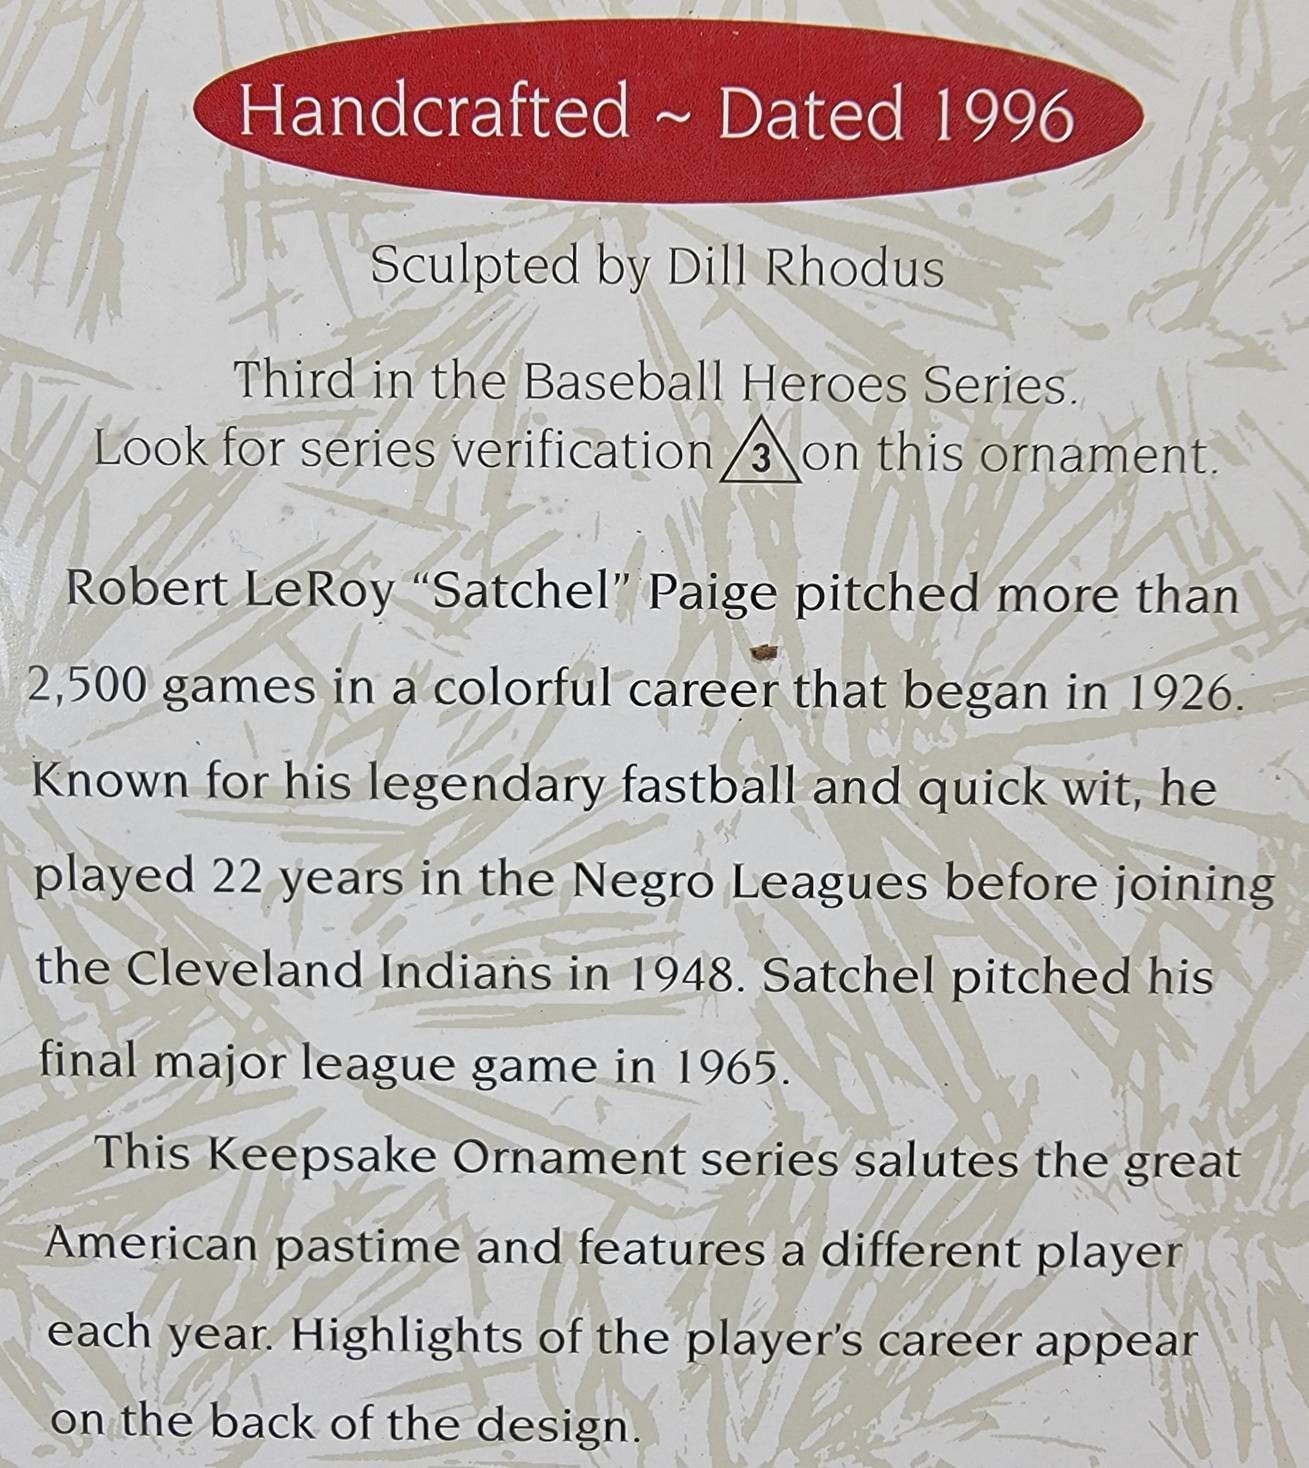 Handcrafted ~ Dated 1996
Sculpted by Dill Rhodus
Third in the Baseball Heroes Series.
Look for series verification 3 on this ornament.
Robert LeRoy “Satchel” Paige pitched more than
2,500 games in a colorful career that began in 1926.
Known for his legendary fastball and quick wit, he
played 22 years in the Negro Leagues before joining
the Cleveland Indians in 1948. Satchel pitched his
final major league game in 1965.
This Keepsake Ornament series salutes the great
American pastime and features a different player
each year. Highlights of the player's career appear
on the back of the design.